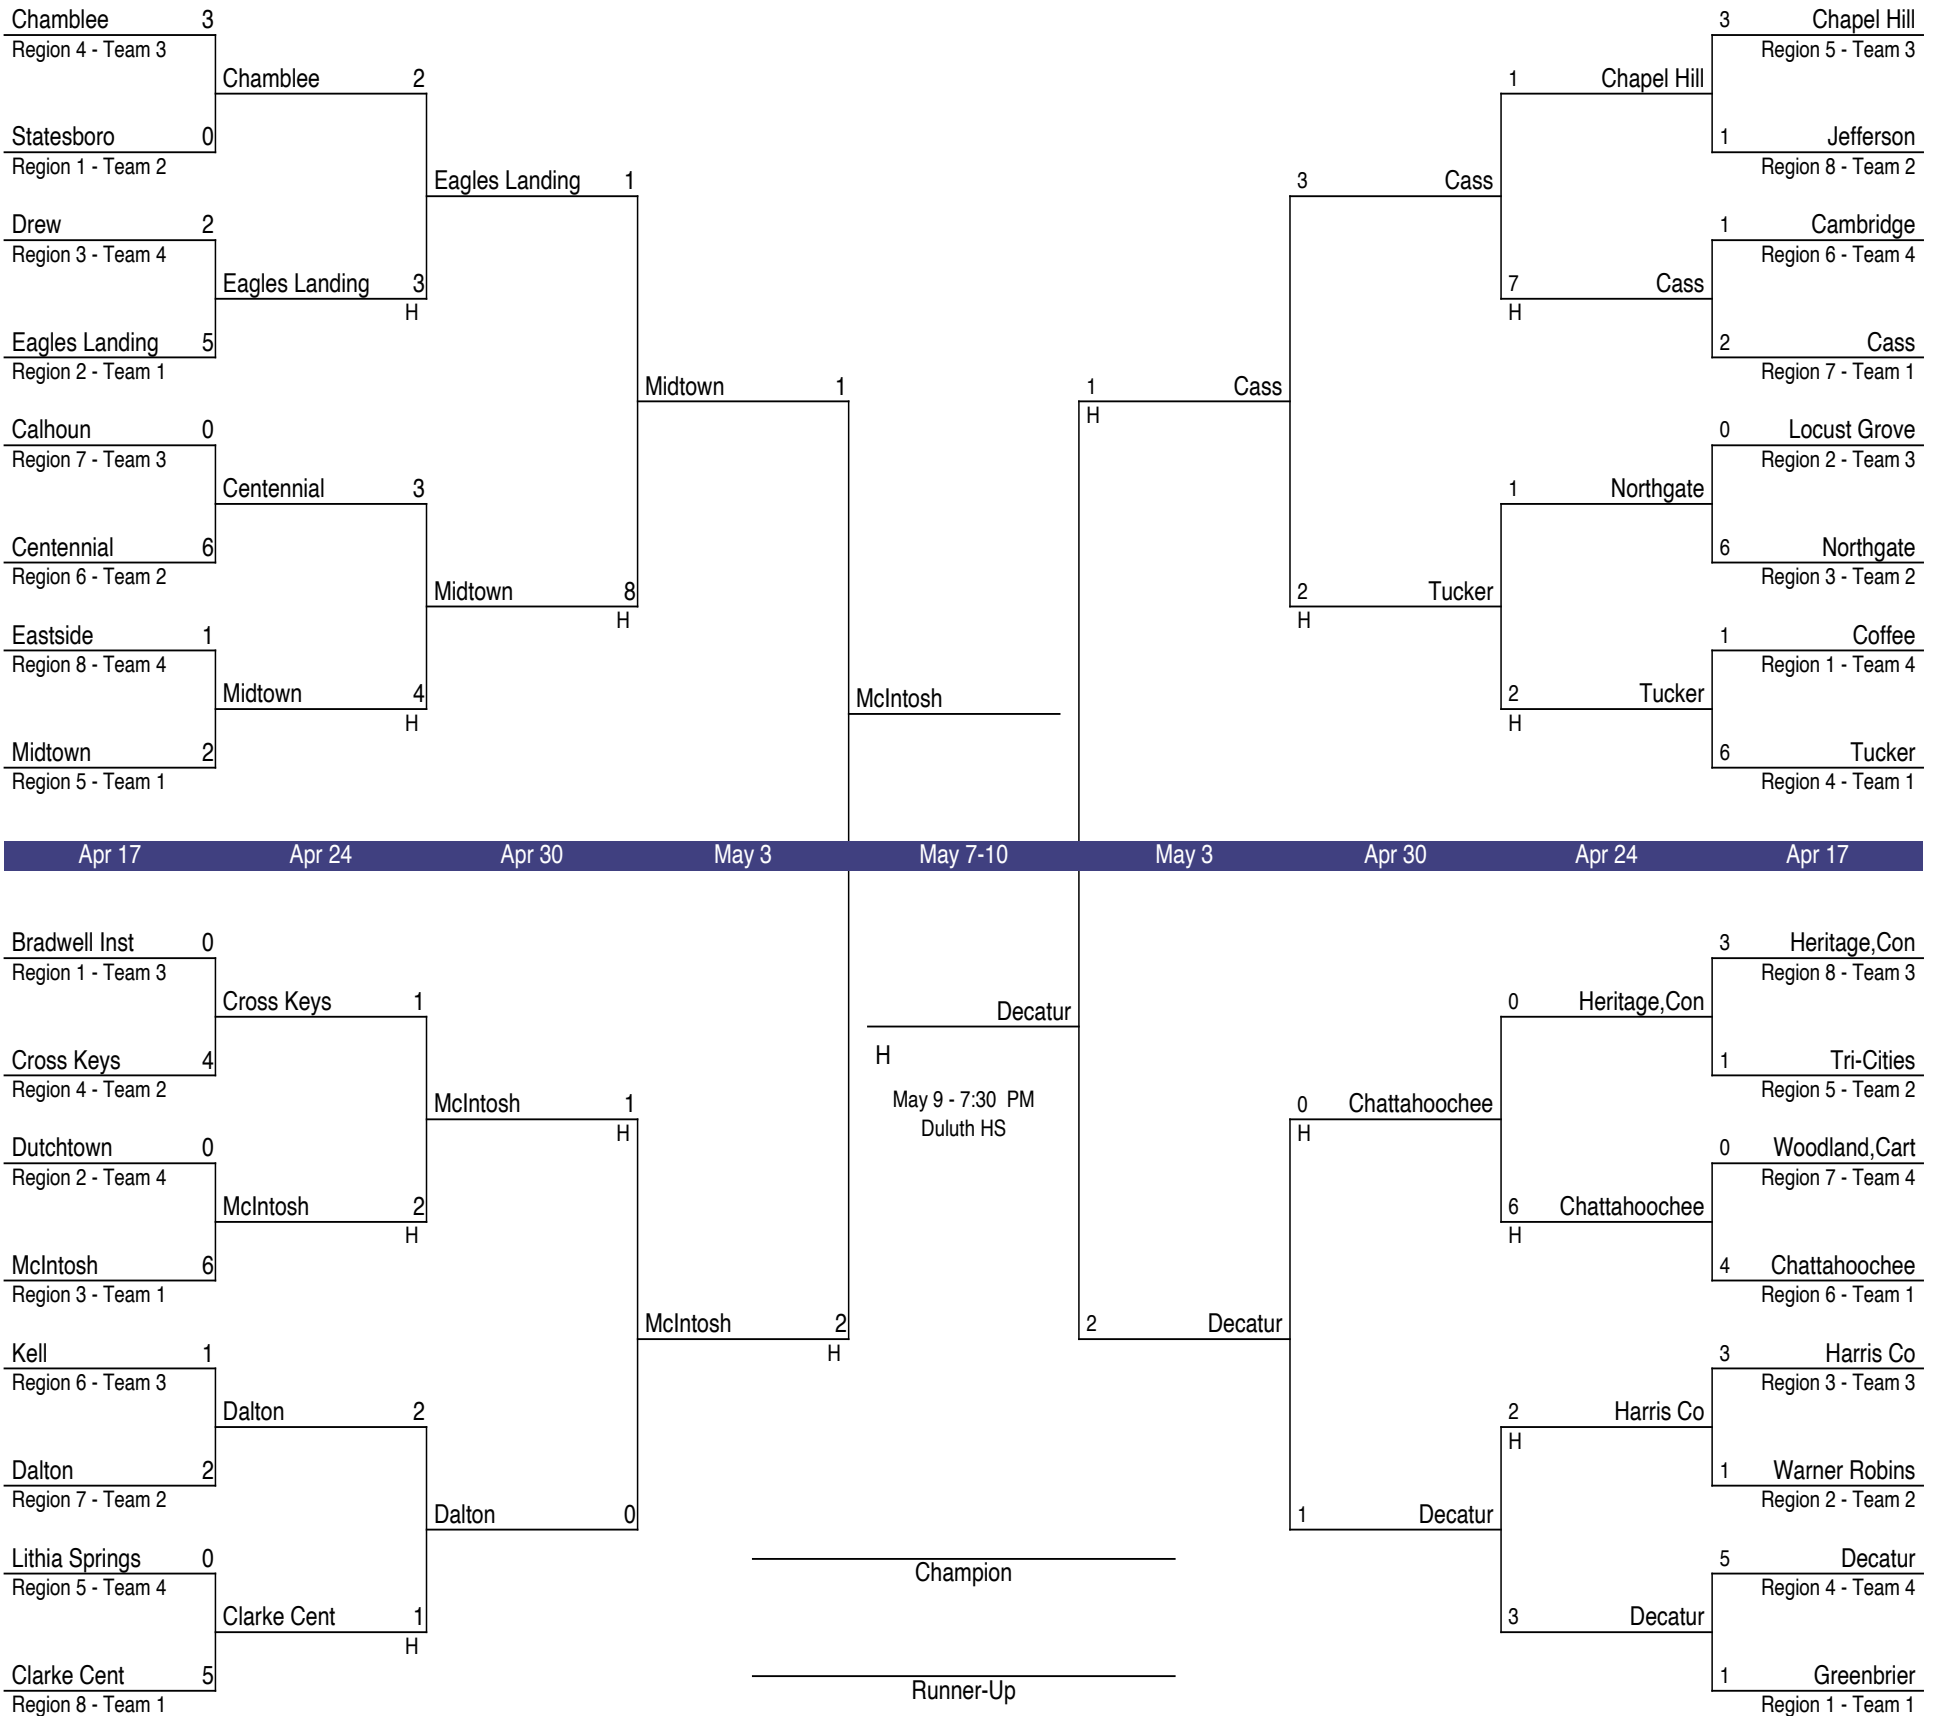 Chamblee 3
Region 4 - Team 3
Chamblee 2
Statesboro 0
Region 1 - Team 2
Eagles Landing 1
Drew 2
Region 3 - Team 4
Eagles Landing 3
H
Eagles Landing 5
Region 2 - Team 1
Midtown 1
Calhoun 0
Region 7 - Team 3
Centennial 3
Centennial 6
Region 6 - Team 2
Midtown 8
H
Eastside 1
Region 8 - Team 4
Midtown 4
H
Midtown 2
Region 5 - Team 1
McIntosh
3 Chapel Hill
Region 5 - Team 3
1 Chapel Hill
1 Jefferson
Region 8 - Team 2
3 Cass
1 Cambridge
Region 6 - Team 4
7 Cass
H
2 Cass
Region 7 - Team 1
1 Cass
H
0 Locust Grove
Region 2 - Team 3
1 Northgate
6 Northgate
Region 3 - Team 2
2 Tucker
H
1 Coffee
Region 1 - Team 4
2 Tucker
H
6 Tucker
Region 4 - Team 1
Apr 17 Apr 24 Apr 30 May 3 May 7-10 May 3 Apr 30 Apr 24 Apr 17
Bradwell Inst 0
Region 1 - Team 3
Cross Keys 1
Cross Keys 4
Region 4 - Team 2
McIntosh 1
H
Dutchtown 0
Region 2 - Team 4
McIntosh 2
H
McIntosh 6
Region 3 - Team 1
McIntosh 2
H
Kell 1
Region 6 - Team 3
Dalton 2
Dalton 2
Region 7 - Team 2
Dalton 0
Lithia Springs 0
Region 5 - Team 4
Clarke Cent 1
H
Clarke Cent 5
Region 8 - Team 1
Decatur
H
May 9 - 7:30 PM
Duluth HS
3 Heritage,Con
Region 8 - Team 3
0 Heritage,Con
1 Tri-Cities
Region 5 - Team 2
0 Chattahoochee
H
0 Woodland,Cart
Region 7 - Team 4
6 Chattahoochee
H
4 Chattahoochee
Region 6 - Team 1
2 Decatur
3 Harris Co
Region 3 - Team 3
2 Harris Co
H
1 Warner Robins
Region 2 - Team 2
1 Decatur
5 Decatur
Region 4 - Team 4
3 Decatur
1 Greenbrier
Region 1 - Team 1
Champion
Runner-Up